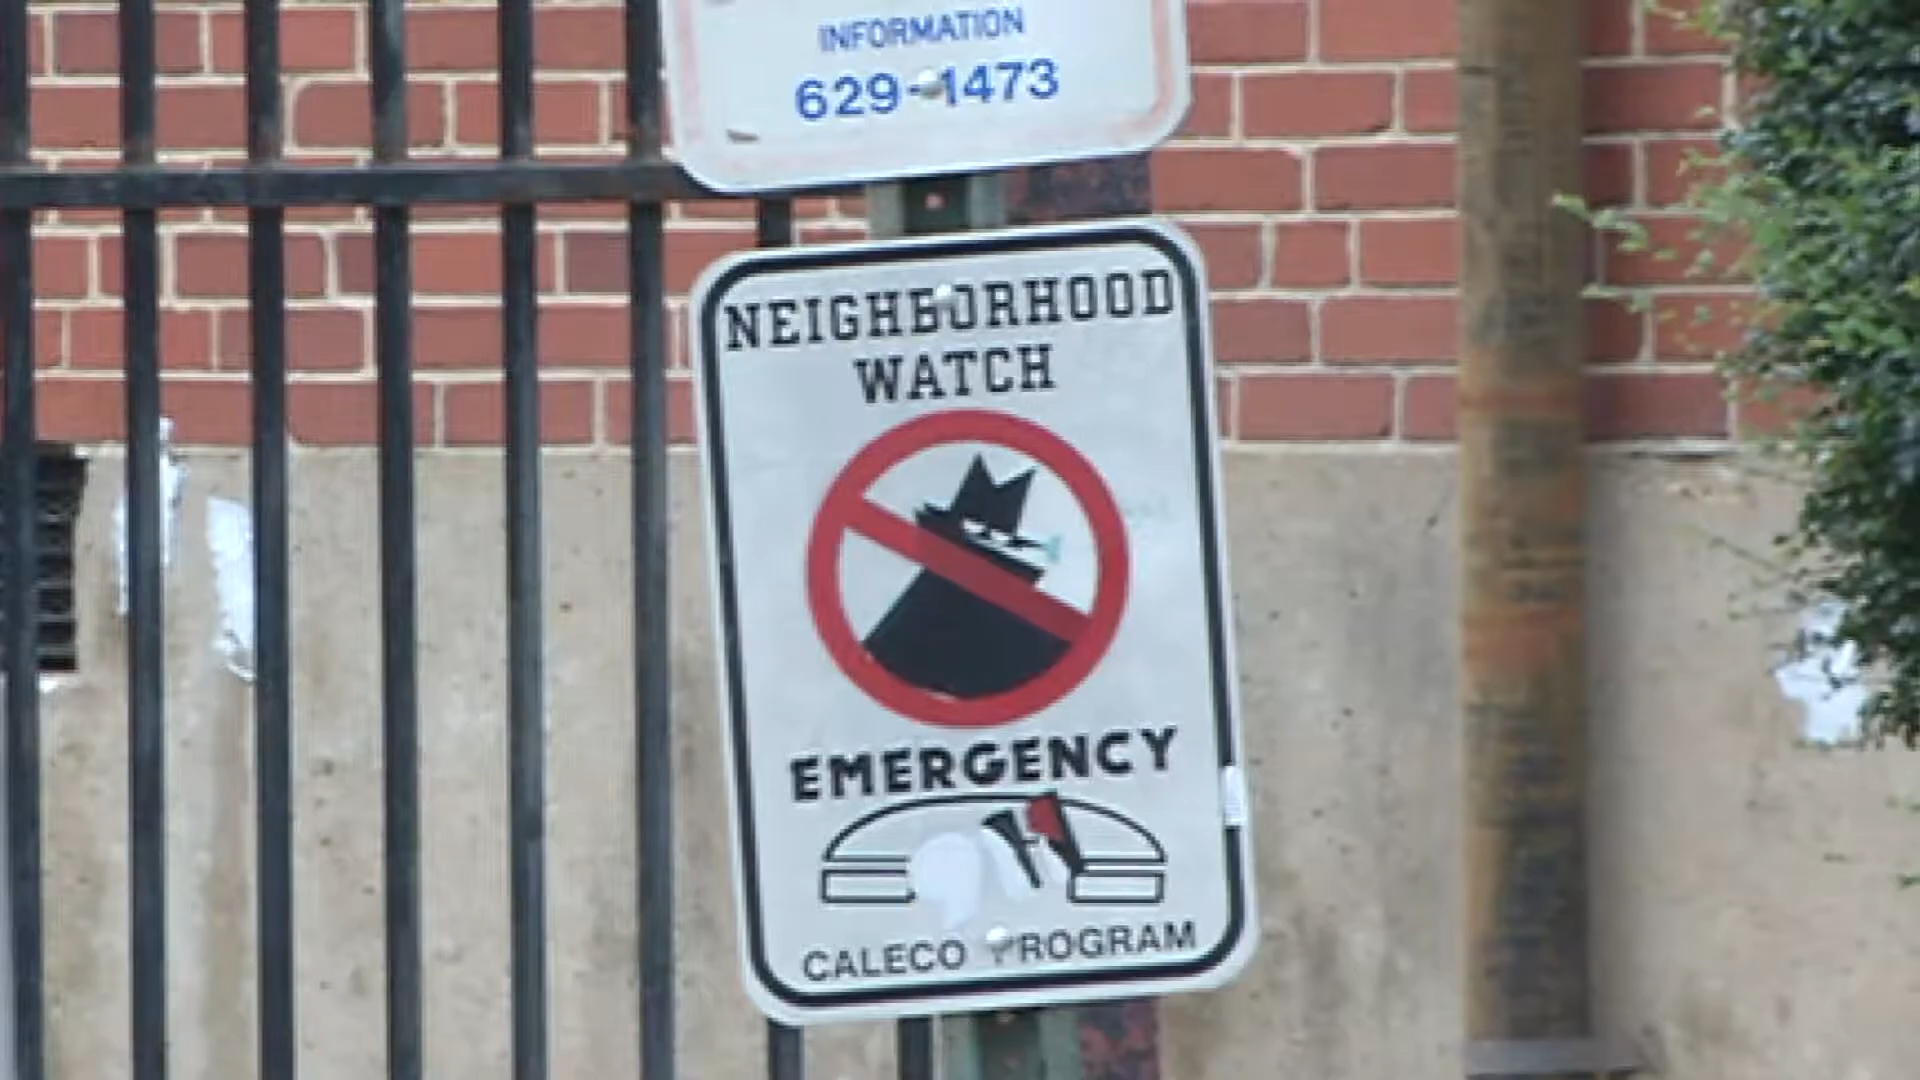 INFORMATION
629-1473
NEIGHBORHOOD
WATCH
EMERGENCY
CALECO PROGRAM